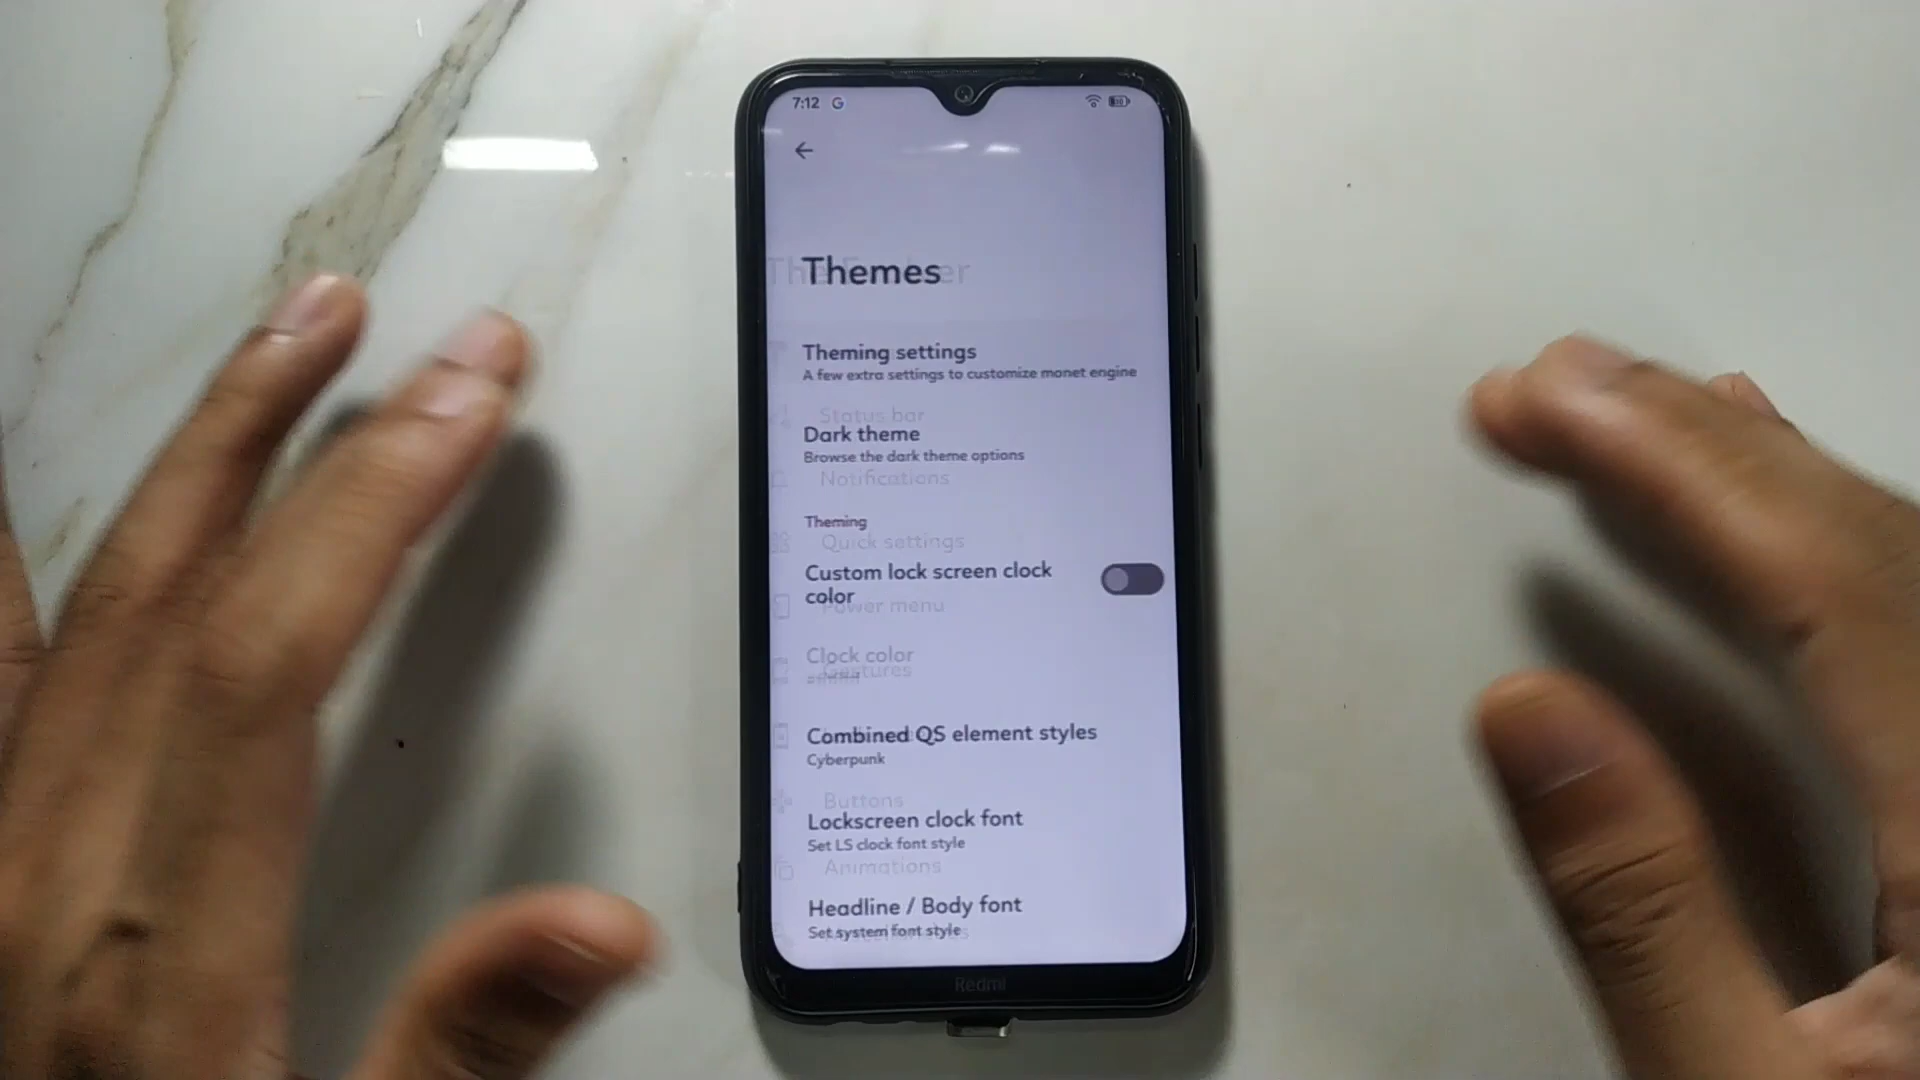 7:12 G
Themes
Theming settings
A few extra settings to customize monet engine
Status bar
Dark theme
Browse the dark theme options
Notifications
Theming
Quick settings
Custom lock screen clock
color
Power menu
Clock color
Gestures
Combined QS element styles
Cyberpunk
Buttons
Lockscreen clock font
Set LS clock font style
Animations
Headline / Body font
Set system font style
Redmi